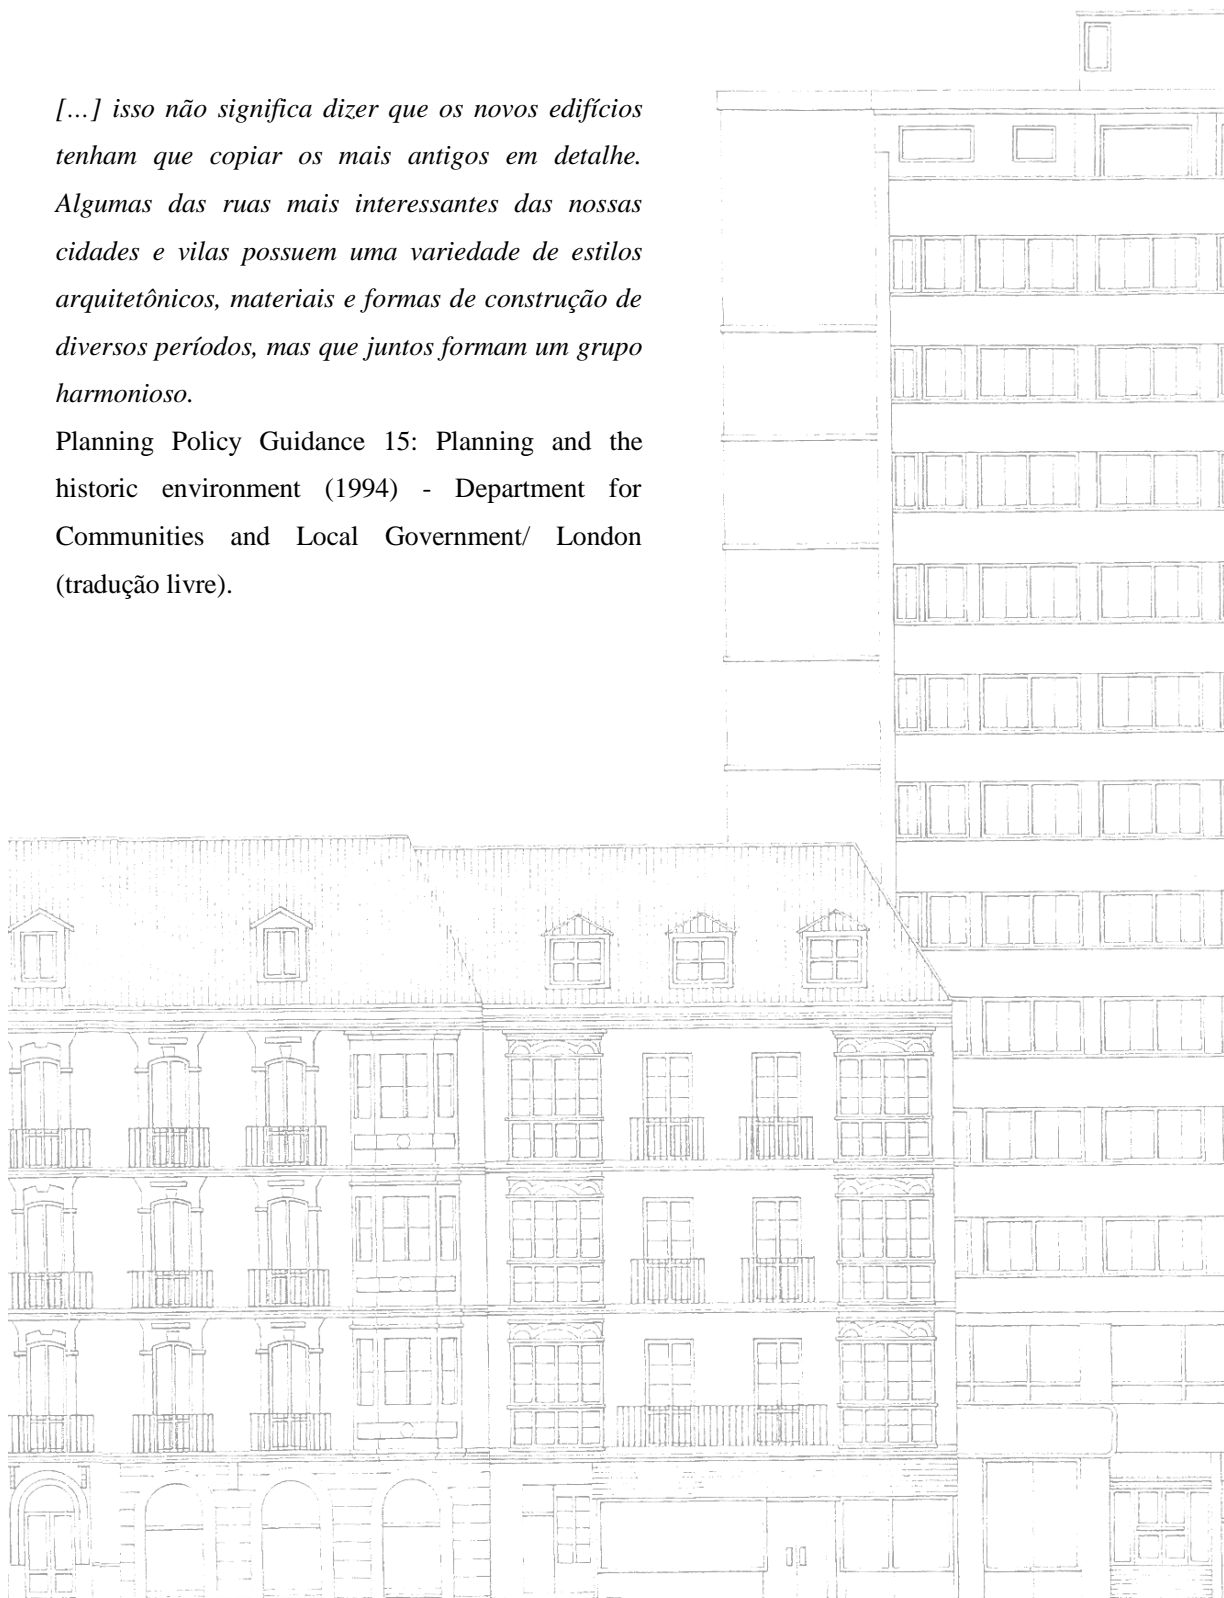 […] isso não significa dizer que os novos edifícios
tenham que copiar os mais antigos em detalhe.
Algumas das ruas mais interessantes das nossas
cidades e vilas possuem uma variedade de estilos
arquitetônicos, materiais e formas de construção de
diversos períodos, mas que juntos formam um grupo
harmonioso.
Planning Policy Guidance 15: Planning and the
historic environment (1994) - Department for
Communities and Local Government/ London
(tradução livre).